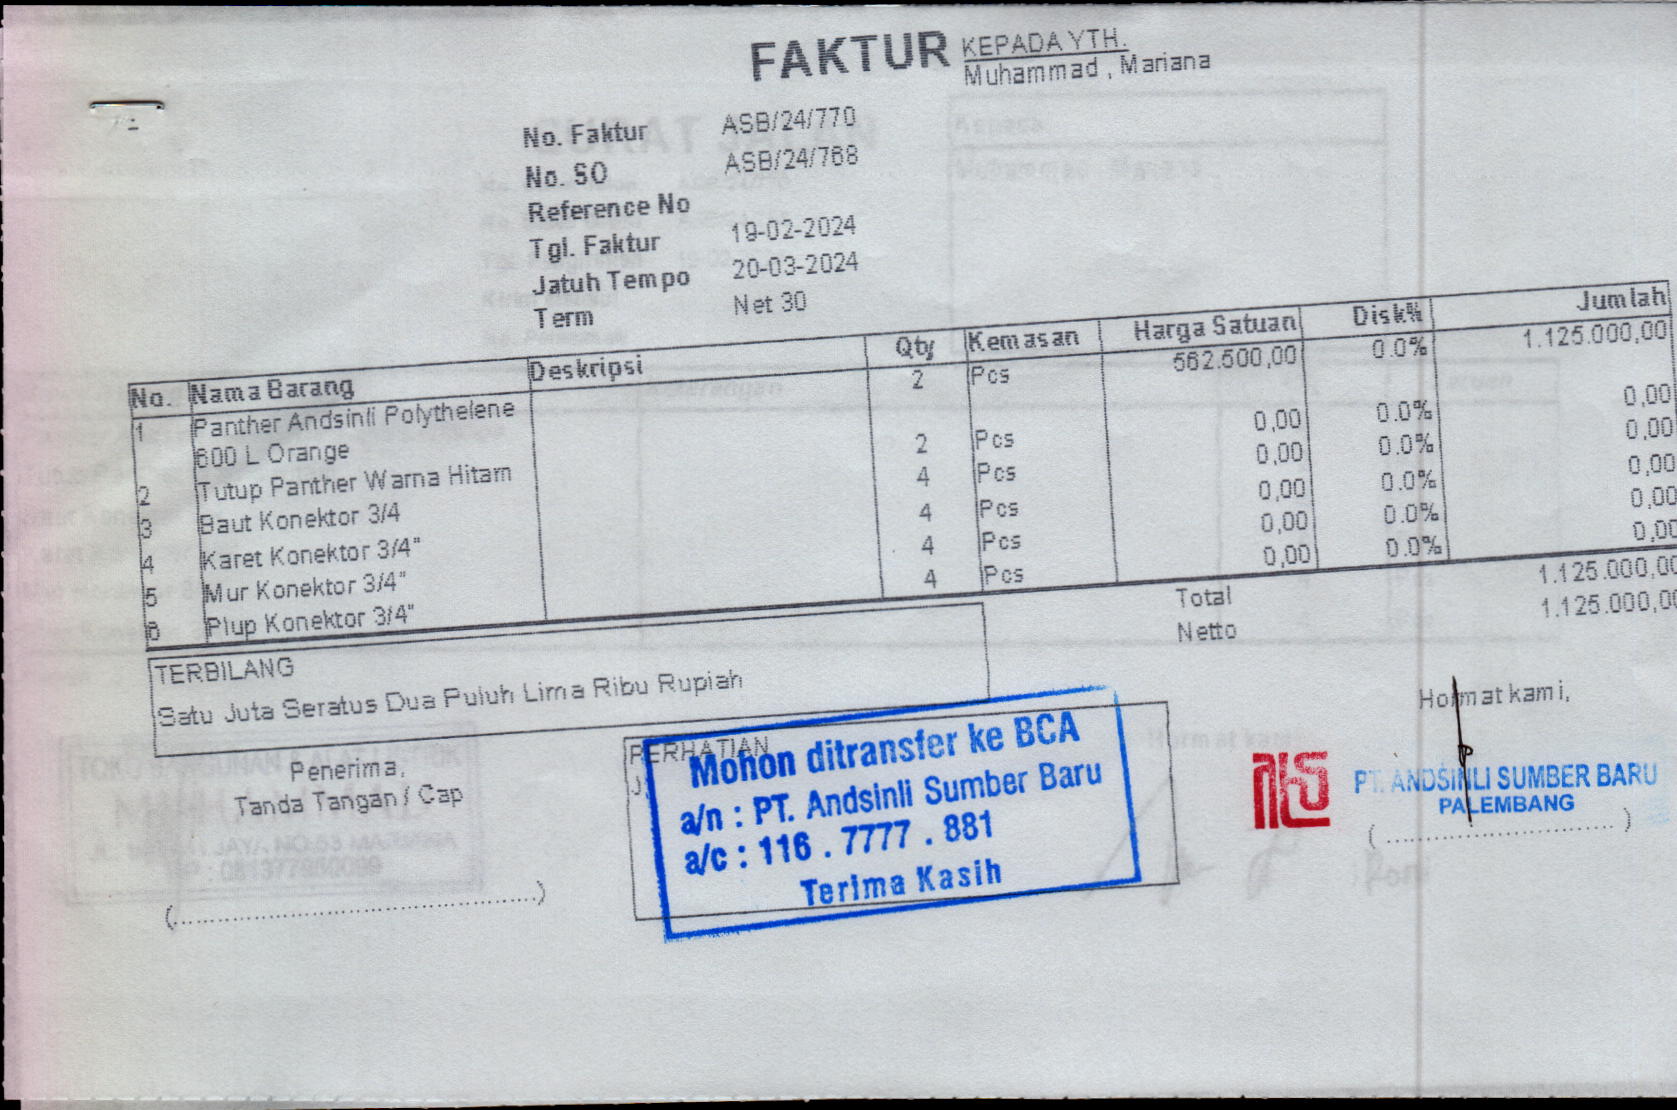 FAKTUR
KEPADA YTH.
Muhammad , Mariana
No. Faktur ASB/24/770
No. SO ASB/24/768
Reference No
Tgl. Faktur 19-02-2024
Jatuh Tempo 20-03-2024
Term Net 30
No. Nama Barang Deskripsi Qty Kemasan Harga Satuan Disk% Jumlah
1 Panther Andsinli Polythelene 2 Pcs 562.500,00 0.0% 1.125.000,00
600 L Orange
2 Tutup Panther Warna Hitam 2 Pcs 0,00 0.0% 0,00
3 Baut Konektor 3/4 4 Pcs 0,00 0.0% 0,00
4 Karet Konektor 3/4" 4 Pcs 0,00 0.0% 0,00
5 Mur Konektor 3/4" 4 Pcs 0,00 0.0% 0,00
6 Plup Konektor 3/4" 4 Pcs 0,00 0.0% 0,00
Total 1.125.000,00
Netto 1.125.000,00
TERBILANG
Satu Juta Seratus Dua Puluh Lima Ribu Rupiah
Penerima,
Tanda Tangan / Cap
(..................................................)
PERHATIAN
Mohon ditransfer ke BCA
a/n : PT. Andsinli Sumber Baru
a/c : 116 . 7777 . 881
Terima Kasih
Hormat kami,
PT. ANDSINLI SUMBER BARU
PALEMBANG
(..................................)